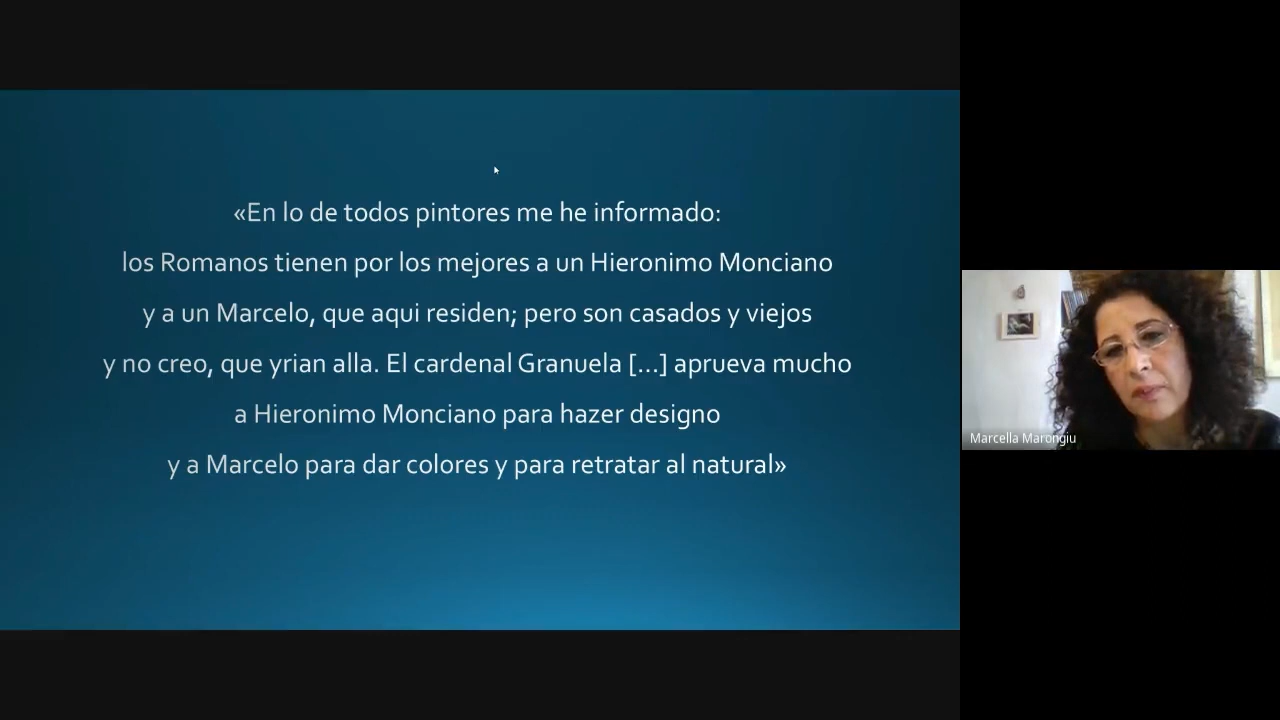 «En lo de todos pintores me he informado:
los Romanos tienen por los mejores a un Hieronimo Monciano
y a un Marcelo, que aqui residen; pero son casados y viejos
y no creo, que yrian alla. El cardenal Granuela [...] aprueva mucho
a Hieronimo Monciano para hazer designo
y a Marcelo para dar colores y para retratar al natural»
Marcella Marongiu